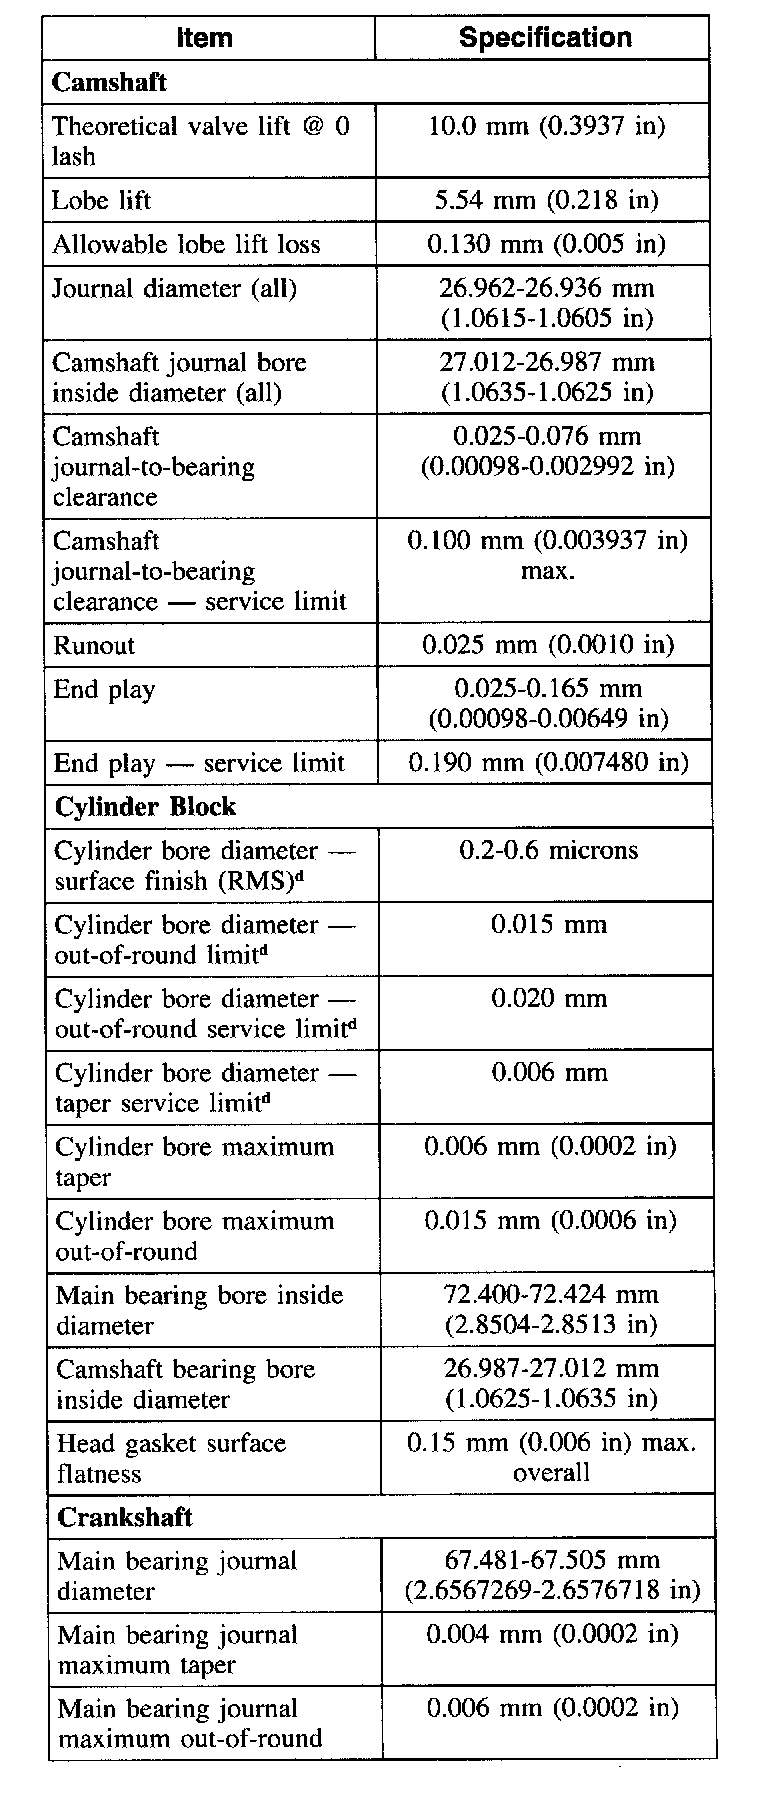 Item Specification
Camshaft
Theoretical valve lift @ 0 10.0 mm (0.3937 in)
lash
Lobe lift 5.54 mm (0.218 in)
Allowable lobe lift loss 0.130 mm (0.005 in)
Journal diameter (all) 26.962-26.936 mm
(1.0615-1.0605 in)
Camshaft journal bore 27.012-26.987 mm
inside diameter (all) (1.0635-1.0625 in)
Camshaft 0.025-0.076 mm
journal-to-bearing (0.00098-0.002992 in)
clearance
Camshaft 0.100 mm (0.003937 in)
journal-to-bearing max.
clearance — service limit
Runout 0.025 mm (0.0010 in)
End play 0.025-0.165 mm
(0.00098-0.00649 in)
End play — service limit 0.190 mm (0.007480 in)
Cylinder Block
Cylinder bore diameter — 0.2-0.6 microns
surface finish (RMS)ᵈ
Cylinder bore diameter — 0.015 mm
out-of-round limitᵈ
Cylinder bore diameter — 0.020 mm
out-of-round service limitᵈ
Cylinder bore diameter — 0.006 mm
taper service limitᵈ
Cylinder bore maximum 0.006 mm (0.0002 in)
taper
Cylinder bore maximum 0.015 mm (0.0006 in)
out-of-round
Main bearing bore inside 72.400-72.424 mm
diameter (2.8504-2.8513 in)
Camshaft bearing bore 26.987-27.012 mm
inside diameter (1.0625-1.0635 in)
Head gasket surface 0.15 mm (0.006 in) max.
flatness overall
Crankshaft
Main bearing journal 67.481-67.505 mm
diameter (2.6567269-2.6576718 in)
Main bearing journal 0.004 mm (0.0002 in)
maximum taper
Main bearing journal 0.006 mm (0.0002 in)
maximum out-of-round